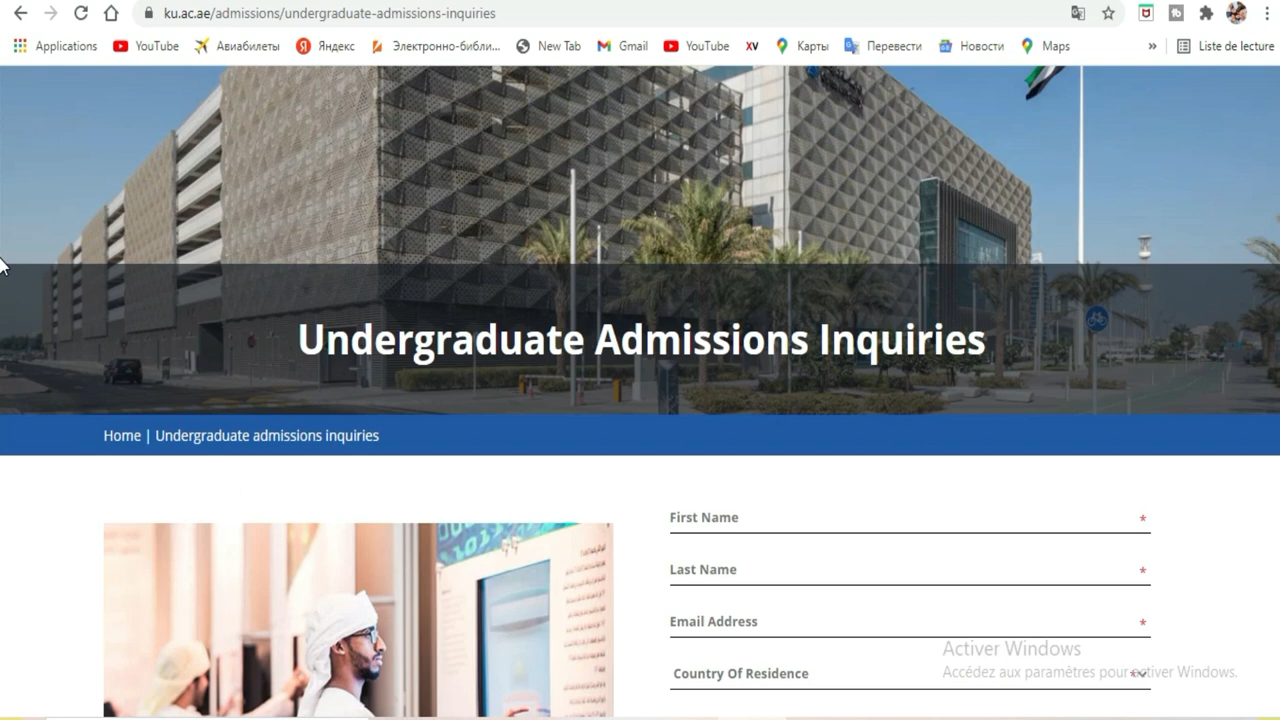 ku.ac.ae/admissions/undergraduate-admissions-inquiries
Applications YouTube Авиабилеты Яндекс Электронно-библи... New Tab Gmail YouTube XV Карты Перевести Новости Maps » Liste de lecture
Undergraduate Admissions Inquiries
Home | Undergraduate admissions inquiries
First Name *
Last Name *
Email Address *
Activer Windows
Accédez aux paramètres pour activer Windows.
Country Of Residence *